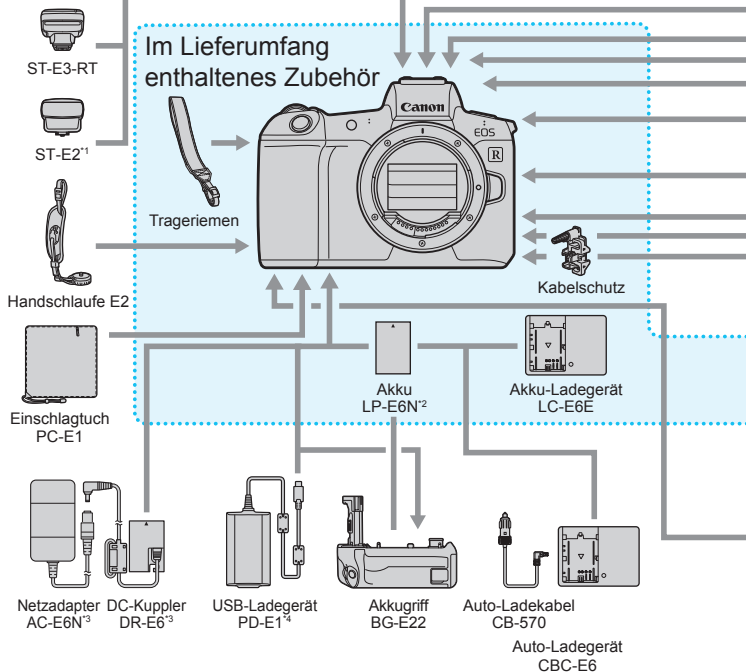 Im Lieferumfang
enthaltenes Zubehör
ST-E3-RT
ST-E2*1
Canon
EOS
R
Trageriemen
Kabelschutz
Handschlaufe E2
Einschlagtuch
PC-E1
Akku
LP-E6N*2
Akku-Ladegerät
LC-E6E
Netzadapter
AC-E6N*3
DC-Kuppler
DR-E6*3
USB-Ladegerät
PD-E1*4
Akkugriff
BG-E22
Auto-Ladekabel
CB-570
Auto-Ladegerät
CBC-E6